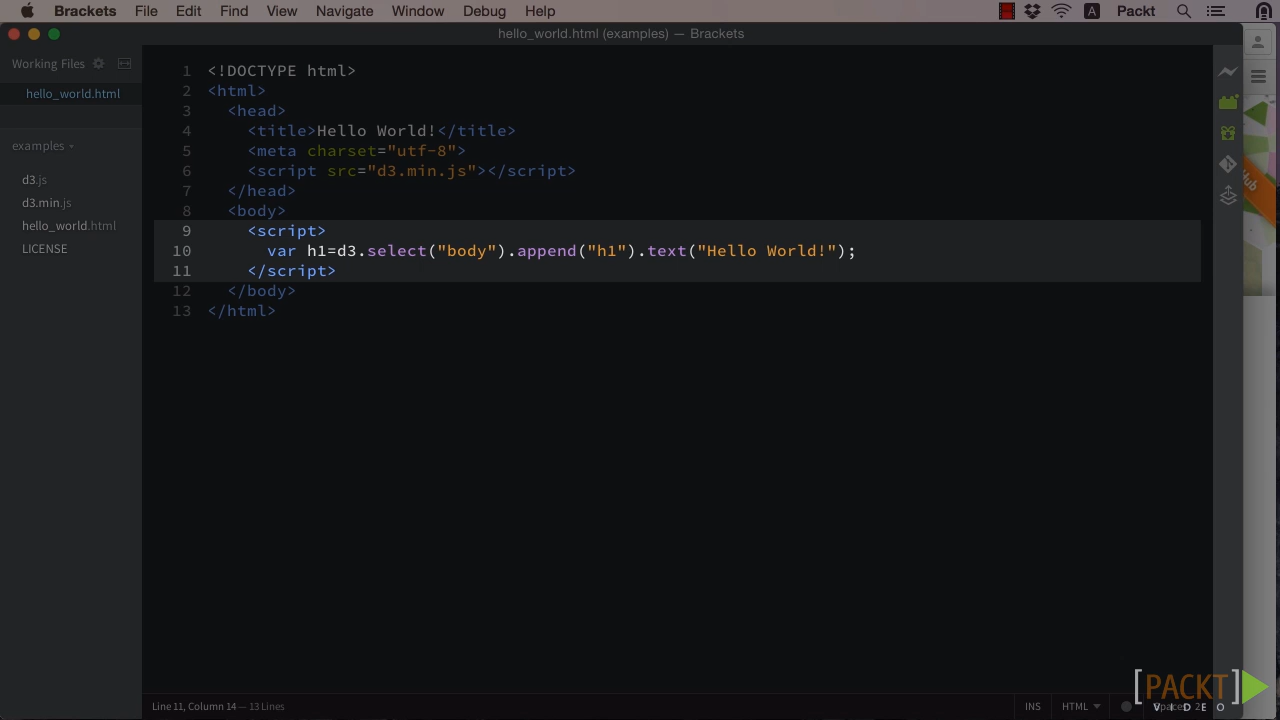 Brackets File Edit Find View Navigate Window Debug Help A Packt
hello_world.html (examples) — Brackets
Working Files
hello_world.html
examples
d3.js
d3.min.js
hello_world.html
LICENSE
1 <!DOCTYPE html>
2 <html>
3 <head>
4 <title>Hello World!</title>
5 <meta charset="utf-8">
6 <script src="d3.min.js"></script>
7 </head>
8 <body>
9 <script>
10 var h1=d3.select("body").append("h1").text("Hello World!");
11 </script>
12 </body>
13 </html>
Hub
Line 11, Column 14 — 13 Lines
INS HTML Spaces: 2
[PACKT]
VIDEO